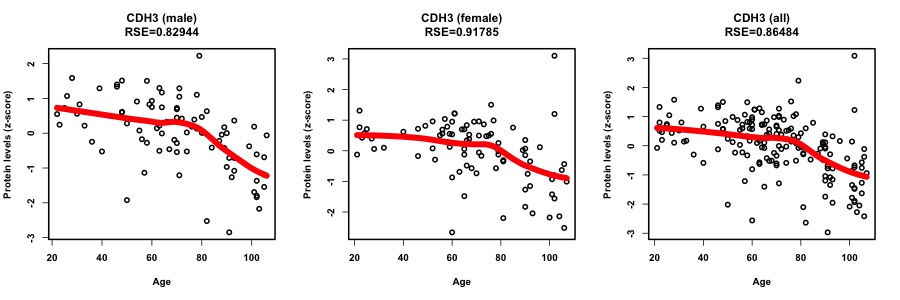 CDH3 (male)
RSE=0.82944
Protein levels (z-score)
2
1
0
-1
-2
-3
20 40 60 80 100
Age
CDH3 (female)
RSE=0.91785
Protein levels (z-score)
3
2
1
0
-1
-2
20 40 60 80 100
Age
CDH3 (all)
RSE=0.86484
Protein levels (z-score)
3
2
1
0
-1
-2
-3
20 40 60 80 100
Age